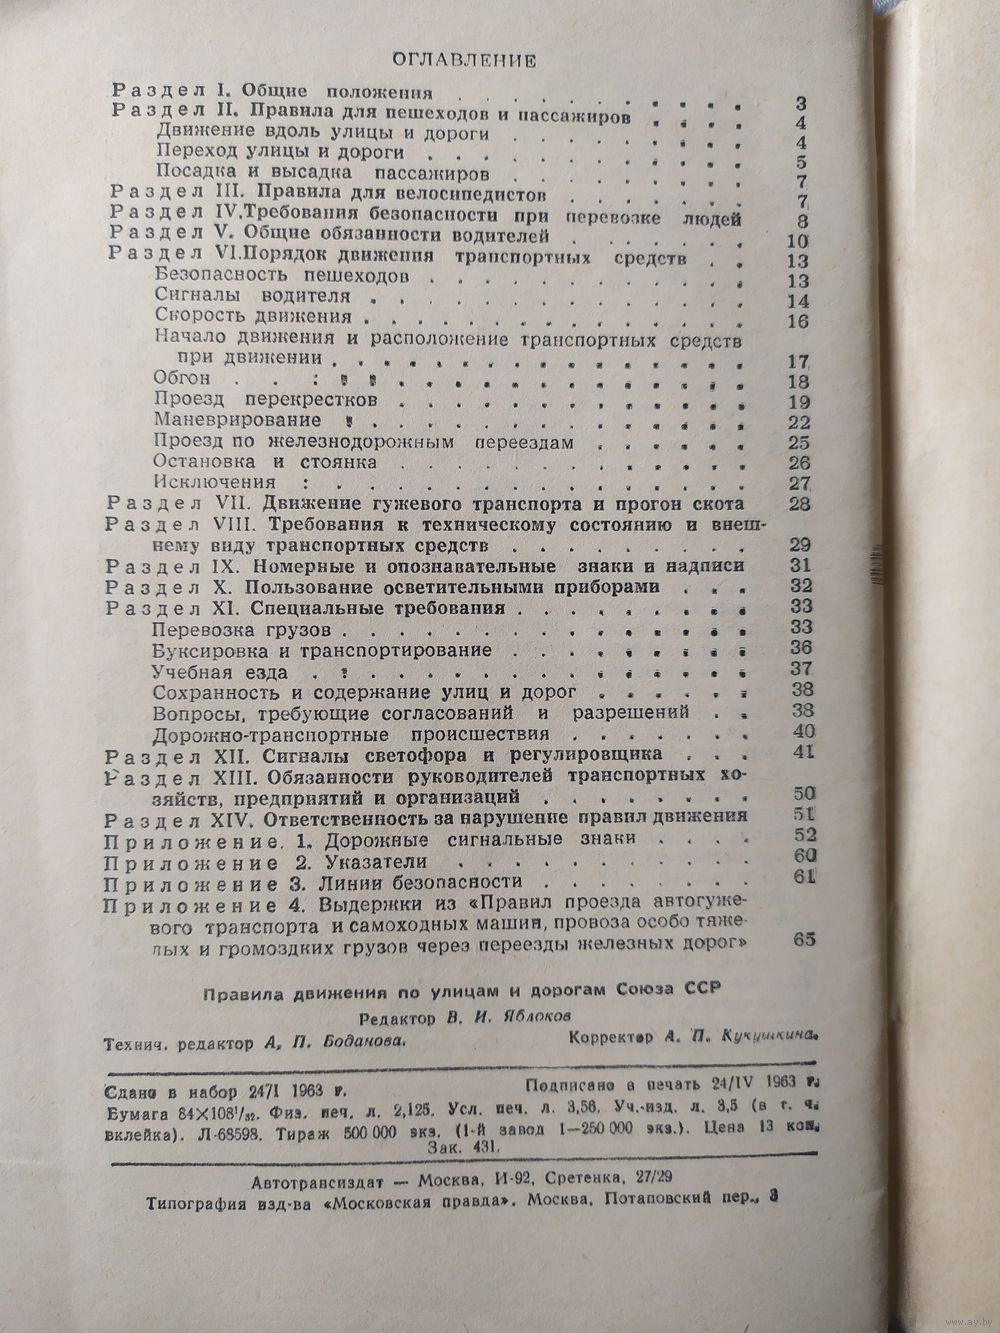 ОГЛАВЛЕНИЕ
Раздел I. Общие положения . . . . . . . . . 3
Раздел II. Правила для пешеходов и пассажиров . . . . 4
Движение вдоль улицы и дороги . . . . . . . . 4
Переход улицы и дороги . . . . . . . . . . 5
Посадка и высадка пассажиров . . . . . . . . 7
Раздел III. Правила для велосипедистов . . . . . . 7
Раздел IV. Требования безопасности при перевозке людей 8
Раздел V. Общие обязанности водителей . . . . . . 10
Раздел VI. Порядок движения транспортных средств . . 13
Безопасность пешеходов . . . . . . . . . . 13
Сигналы водителя . . . . . . . . . . . . 14
Скорость движения . . . . . . . . . . . . 16
Начало движения и расположение транспортных средств
при движении . . . . . . . . . . . . . 17
Обгон . . . . . . . . . . . . . . . 18
Проезд перекрестков . . . . . . . . . . . 19
Маневрирование . . . . . . . . . . . . 22
Проезд по железнодорожным переездам . . . . . . 25
Остановка и стоянка . . . . . . . . . . . 26
Исключения . . . . . . . . . . . . . 27
Раздел VII. Движение гужевого транспорта и прогон скота 28
Раздел VIII. Требования к техническому состоянию и внеш-
нему виду транспортных средств . . . . . . . 29
Раздел IX. Номерные и опознавательные знаки и надписи 31
Раздел X. Пользование осветительными приборами . . . 32
Раздел XI. Специальные требования . . . . . . . . 33
Перевозка грузов . . . . . . . . . . . . 33
Буксировка и транспортирование . . . . . . . . 36
Учебная езда . . . . . . . . . . . . . 37
Сохранность и содержание улиц и дорог . . . . . . 38
Вопросы, требующие согласований и разрешений . . 38
Дорожно-транспортные происшествия . . . . . . . 40
Раздел XII. Сигналы светофора и регулировщика . . . 41
Раздел XIII. Обязанности руководителей транспортных хо-
зяйств, предприятий и организаций . . . . . . . 50
Раздел XIV. Ответственность за нарушение правил движения 51
Приложение. 1. Дорожные сигнальные знаки . . . . 52
Приложение 2. Указатели . . . . . . . . . . 60
Приложение 3. Линии безопасности . . . . . . . 61
Приложение 4. Выдержки из «Правил проезда автогуже-
вого транспорта и самоходных машин, провоза особо тяже-
лых и громоздких грузов через переезды железных дорог» 65
Правила движения по улицам и дорогам Союза ССР
Редактор В. И. Яблоков
Технич. редактор А. П. Боданова. Корректор А. П. Кукушкина.
Сдано в набор 247I 1963 г. Подписано в печать 24/IV 1963 г.
Бумага 84×108¹/₃₂. Физ. печ. л. 2,125. Усл. печ. л. 3,56. Уч.-изд. л. 3,5 (в т. ч.
вклейка). Л-68598. Тираж 500 000 экз. (1-й завод 1—250 000 экз.). Цена 13 коп.
Зак. 431.
Автотрансиздат — Москва, И-92, Сретенка, 27/29
Типография изд-ва «Московская правда». Москва, Потаповский пер., 3
www.ay.by